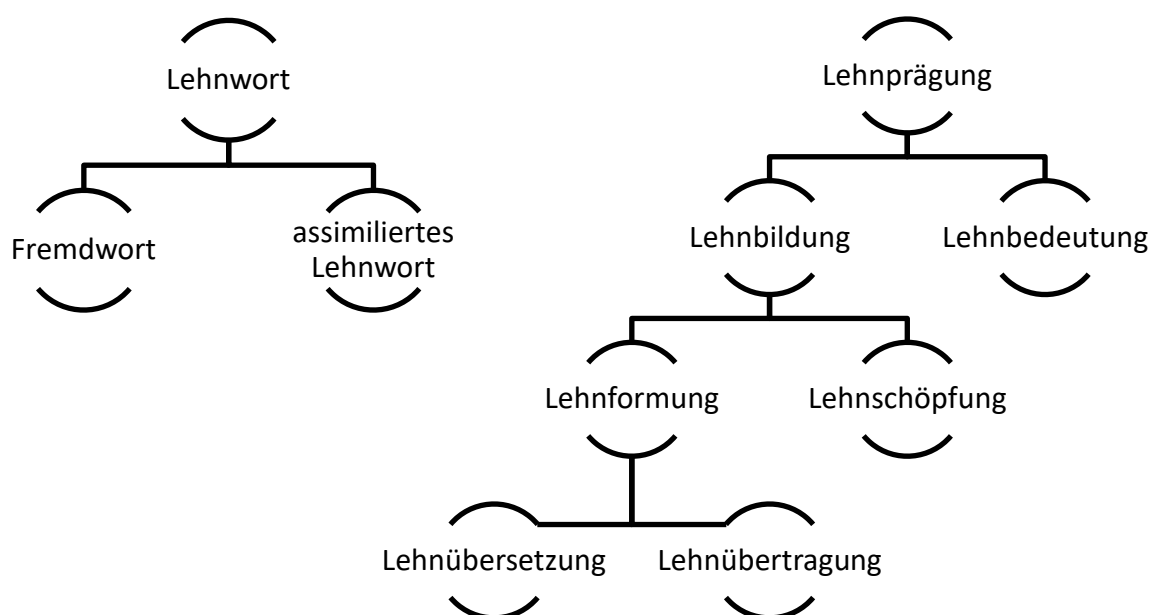 Lehnwort
Fremdwort
assimiliertes
Lehnwort
Lehnprägung
Lehnbildung
Lehnbedeutung
Lehnformung
Lehnschöpfung
Lehnübersetzung
Lehnübertragung